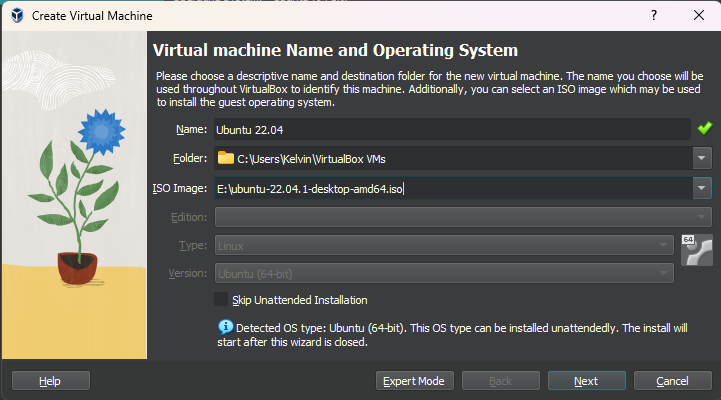 Create Virtual Machine
?
Virtual machine Name and Operating System
Please choose a descriptive name and destination folder for the new virtual machine. The name you choose will be
used throughout VirtualBox to identify this machine. Additionally, you can select an ISO image which may be used
to install the guest operating system.
Name: Ubuntu 22.04
Folder: C:\Users\Kelvin\VirtualBox VMs
ISO Image: E:\ubuntu-22.04.1-desktop-amd64.iso
Edition:
Type: Linux
64
Version: Ubuntu (64-bit)
Skip Unattended Installation
Detected OS type: Ubuntu (64-bit). This OS type can be installed unattendedly. The install will
start after this wizard is closed.
Help Expert Mode Back Next Cancel